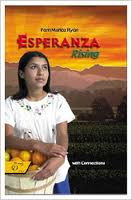 Pam Muñoz Ryan
ESPERANZA
Rising
with Connections